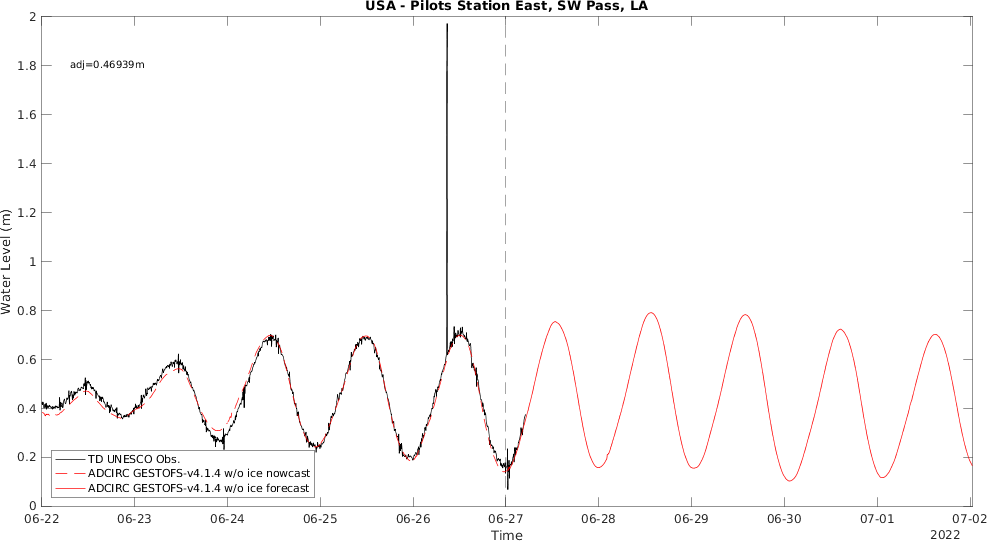 USA - Pilots Station East, SW Pass, LA
adj=0.46939m
2
1.8
1.6
1.4
1.2
1
0.8
0.6
0.4
0.2
0
Water Level (m)
TD UNESCO Obs.
ADCIRC GESTOFS-v4.1.4 w/o ice nowcast
ADCIRC GESTOFS-v4.1.4 w/o ice forecast
06-22 06-23 06-24 06-25 06-26 06-27 06-28 06-29 06-30 07-01 07-02
Time
2022